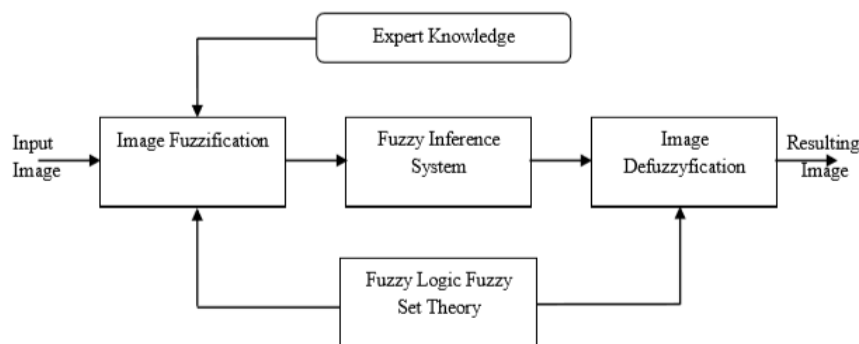 Expert Knowledge
Input
Image
Image Fuzzification
Fuzzy Inference
System
Image
Defuzzyfication
Resulting
Image
Fuzzy Logic Fuzzy
Set Theory